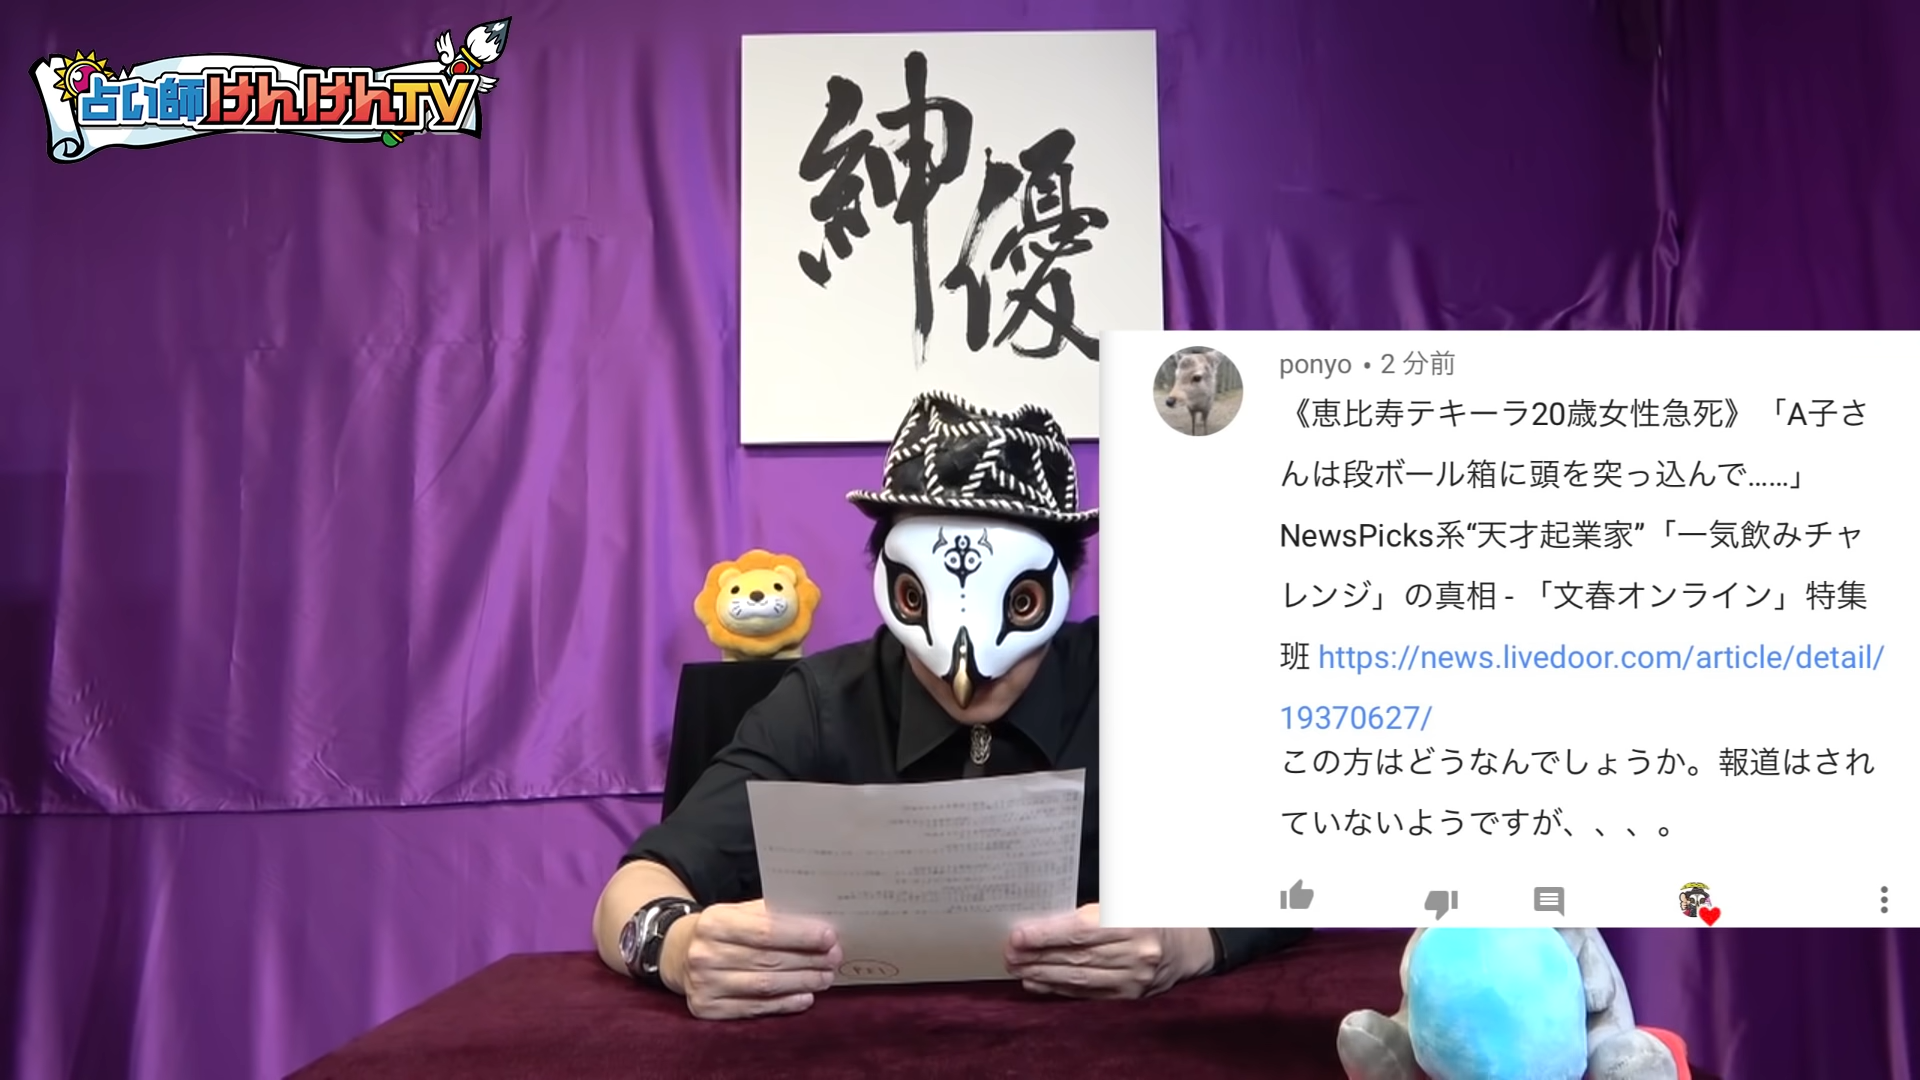 占い師けんけんTV
紳優
ponyo • 2 分前
《恵比寿テキーラ20歳女性急死》「A子さ
んは段ボール箱に頭を突っ込んで……」
NewsPicks系“天才起業家”「一気飲みチャ
レンジ」の真相 - 「文春オンライン」特集
班 https://news.livedoor.com/article/detail/
19370627/
この方はどうなんでしょうか。報道はされ
ていないようですが、、、。